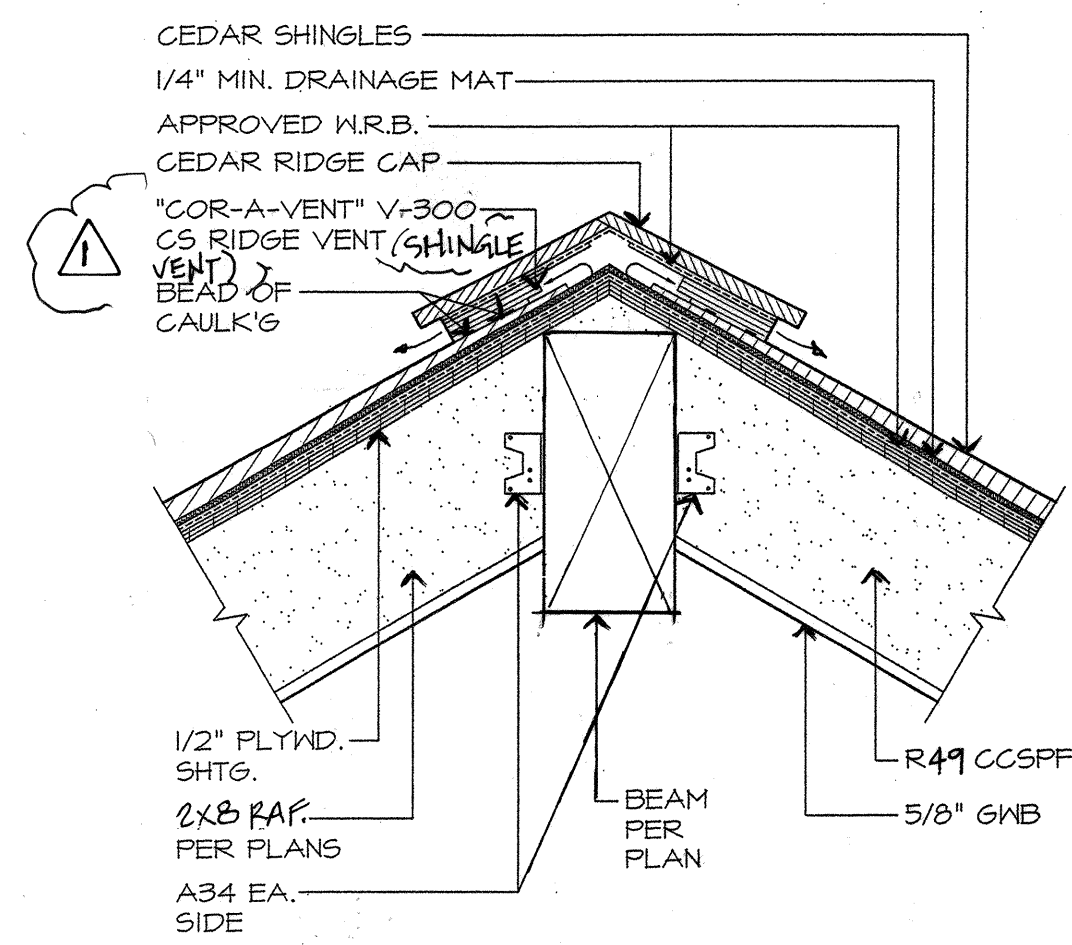 CEDAR SHINGLES
1/4" MIN. DRAINAGE MAT
APPROVED W.R.B.
CEDAR RIDGE CAP
"COR-A-VENT" V-300
CS RIDGE VENT (SHINGLE
VENT)
1
BEAD OF
CAULK'G
1/2" PLYWD.
SHTG.
2X8 RAF.
PER PLANS
A34 EA.
SIDE
BEAM
PER
PLAN
R49 CCSPF
5/8" GWB